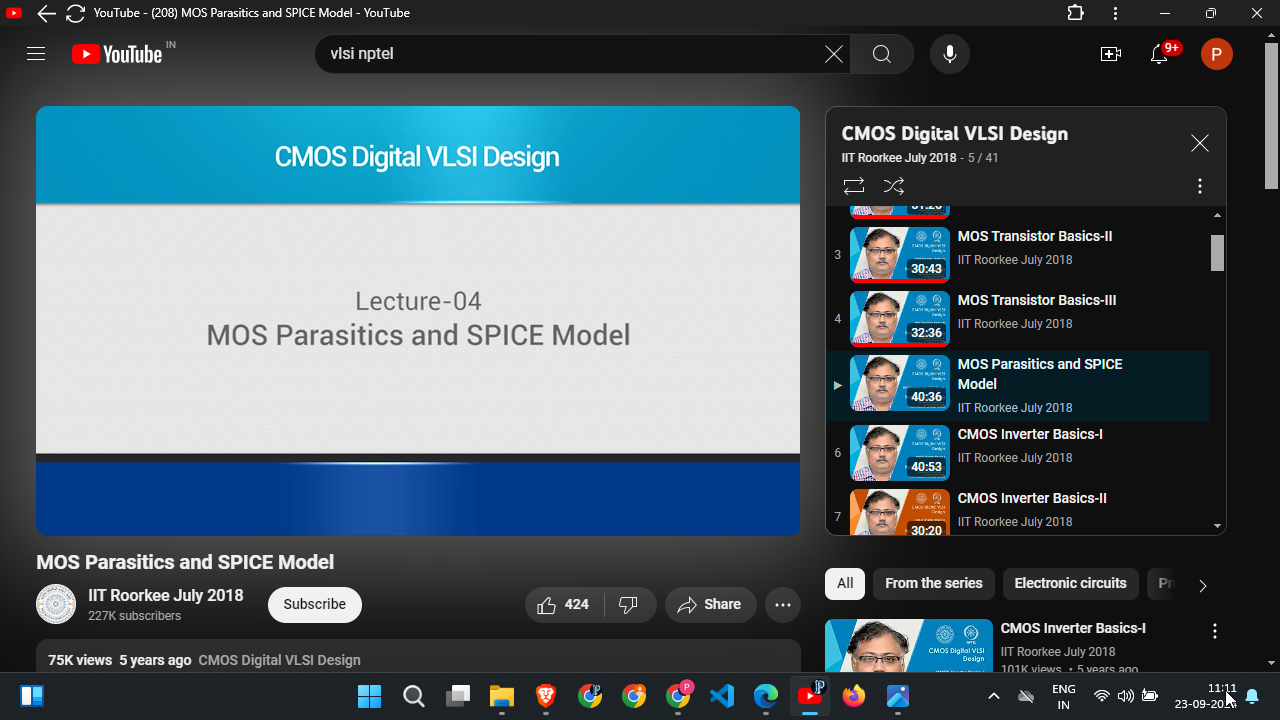 YouTube - (208) MOS Parasitics and SPICE Model - YouTube
YouTube IN
vlsi nptel
9+
P
CMOS Digital VLSI Design
Lecture-04
MOS Parasitics and SPICE Model
CMOS Digital VLSI Design
IIT Roorkee July 2018 - 5 / 41
3
30:43
MOS Transistor Basics-II
IIT Roorkee July 2018
4
32:36
MOS Transistor Basics-III
IIT Roorkee July 2018
40:36
MOS Parasitics and SPICE
Model
IIT Roorkee July 2018
6
40:53
CMOS Inverter Basics-I
IIT Roorkee July 2018
7
30:20
CMOS Inverter Basics-II
IIT Roorkee July 2018
MOS Parasitics and SPICE Model
IIT Roorkee July 2018
227K subscribers
Subscribe
424
Share
75K views 5 years ago CMOS Digital VLSI Design
All
From the series
Electronic circuits
CMOS Digital VLSI
Design
CMOS Inverter Basics-I
IIT Roorkee July 2018
101K views • 5 years ago
ENG
IN
11:11